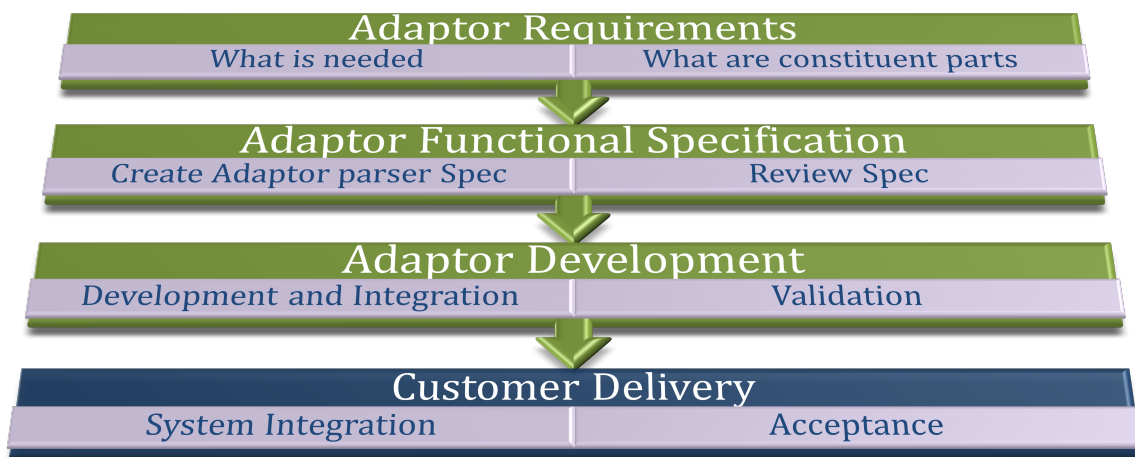 Adaptor Requirements
What is needed
What are constituent parts
Adaptor Functional Specification
Create Adaptor parser Spec
Review Spec
Adaptor Development
Development and Integration
Validation
Customer Delivery
System Integration
Acceptance